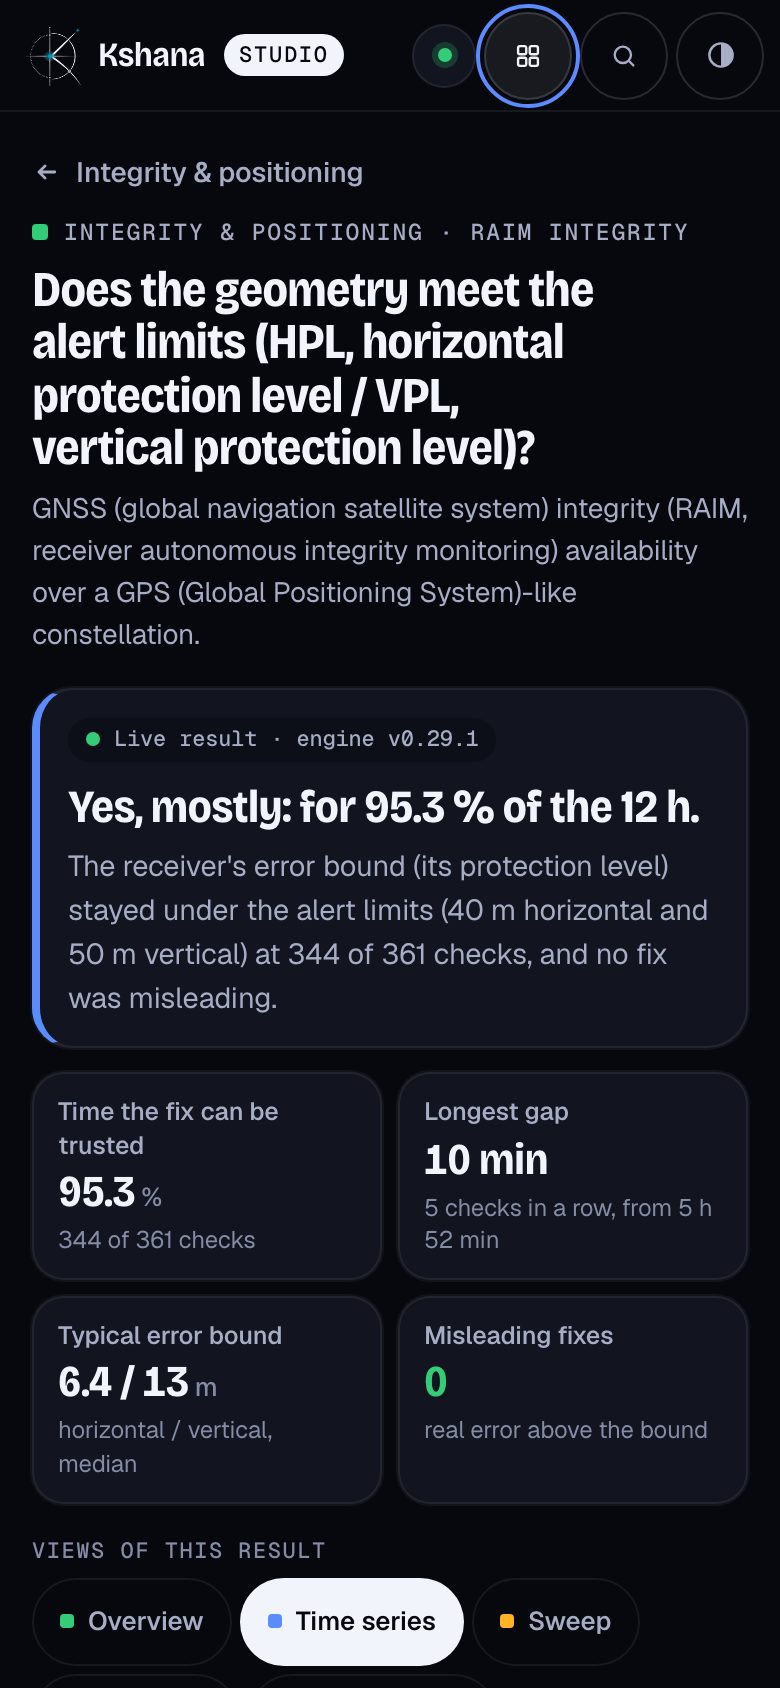 Kshana STUDIO
← Integrity & positioning
INTEGRITY & POSITIONING · RAIM INTEGRITY
Does the geometry meet the
alert limits (HPL, horizontal
protection level / VPL,
vertical protection level)?
GNSS (global navigation satellite system) integrity (RAIM,
receiver autonomous integrity monitoring) availability
over a GPS (Global Positioning System)-like
constellation.
Live result · engine v0.29.1
Yes, mostly: for 95.3 % of the 12 h.
The receiver's error bound (its protection level)
stayed under the alert limits (40 m horizontal and
50 m vertical) at 344 of 361 checks, and no fix
was misleading.
Time the fix can be
trusted
95.3 %
344 of 361 checks
Longest gap
10 min
5 checks in a row, from 5 h
52 min
Typical error bound
6.4 / 13 m
horizontal / vertical,
median
Misleading fixes
0
real error above the bound
VIEWS OF THIS RESULT
Overview
Time series
Sweep